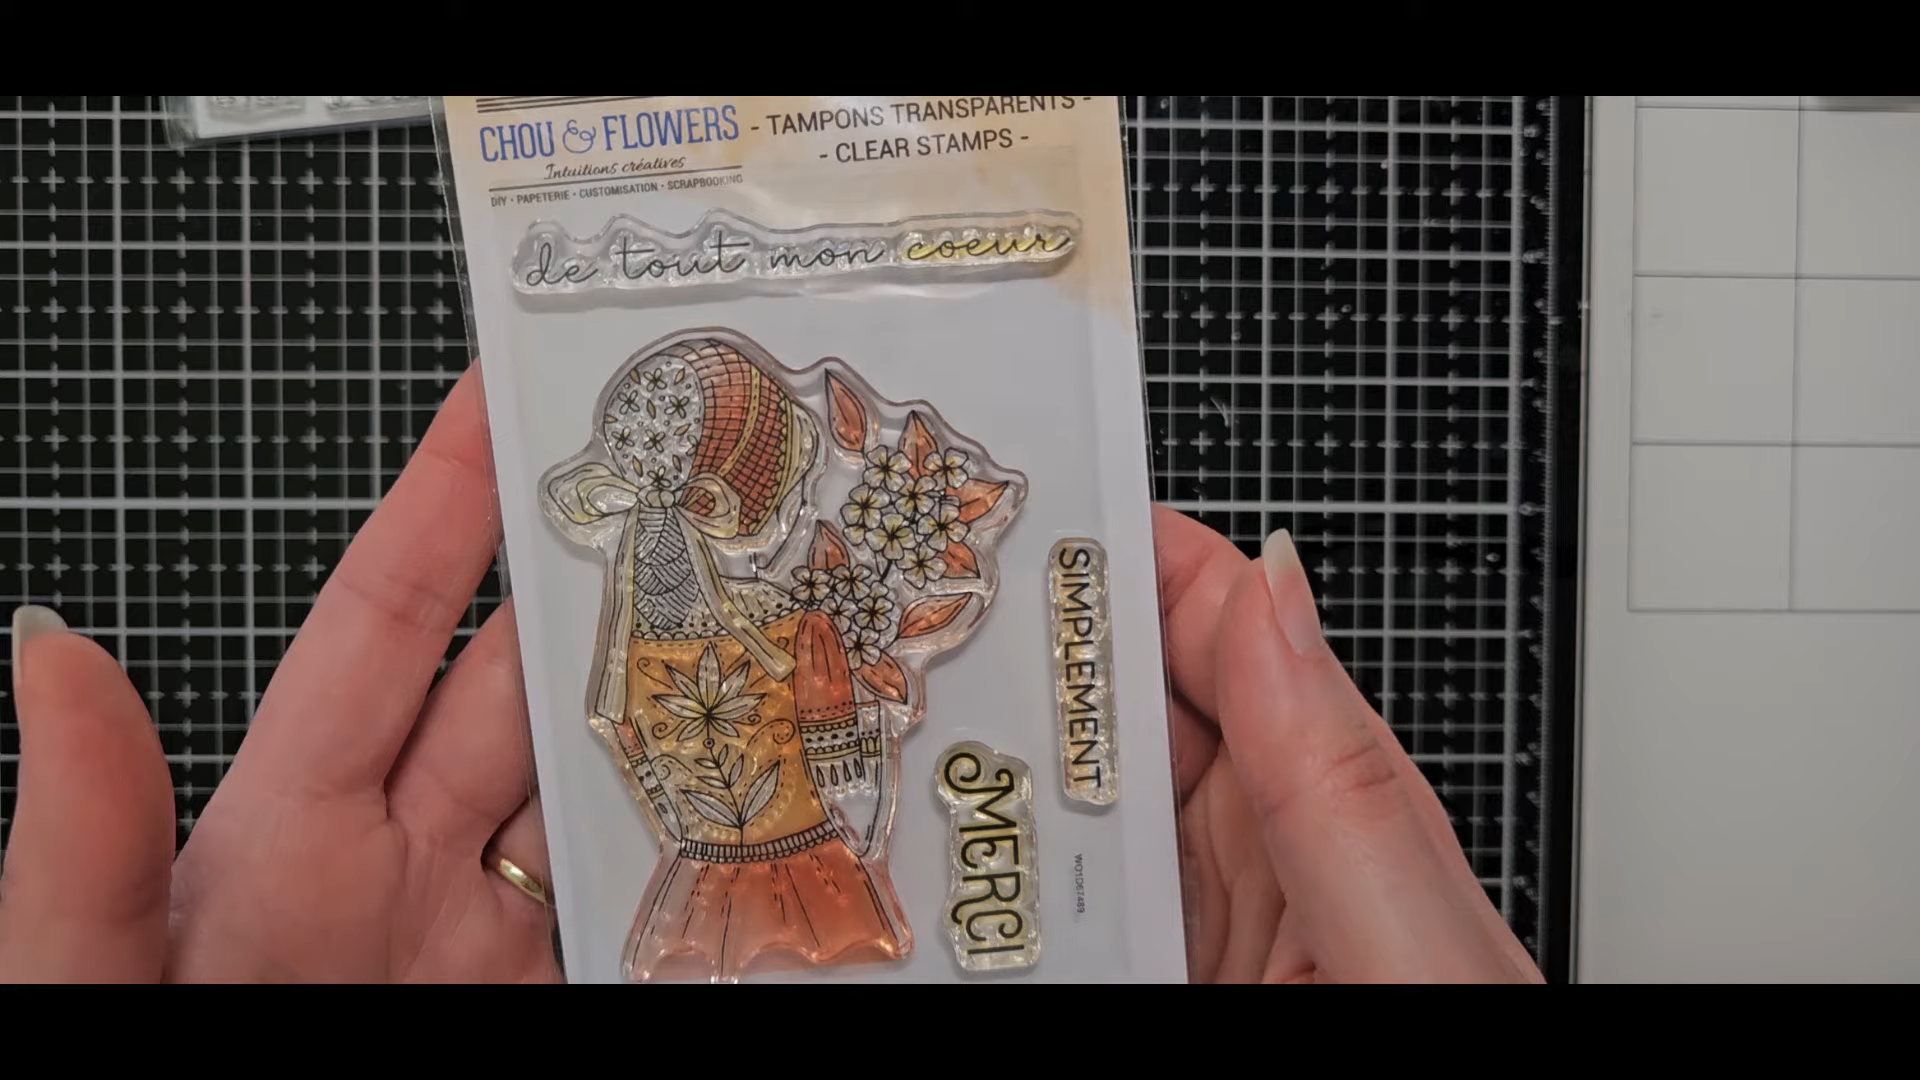 CHOU & FLOWERS
Intuitions créatives
DIY • PAPETERIE • CUSTOMISATION • SCRAPBOOKING
- TAMPONS TRANSPARENTS -
- CLEAR STAMPS -
de tout mon coeur
SIMPLEMENT
MERCI